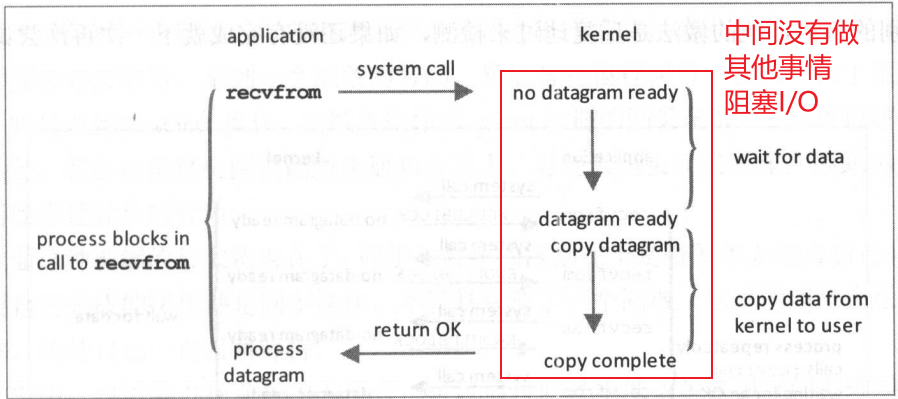 application
kernel
中间没有做
其他事情
阻塞I/O
system call
recvfrom
no datagram ready
wait for data
datagram ready
copy datagram
process blocks in
call to recvfrom
copy data from
kernel to user
return OK
process
datagram
copy complete